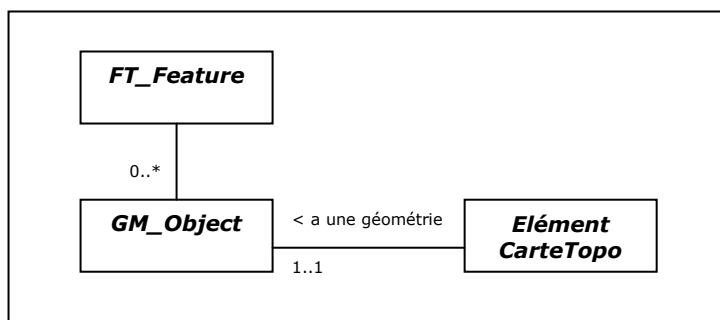 FT_Feature
0..*
GM_Object
< a une géométrie
1..1
Elément
CarteTopo